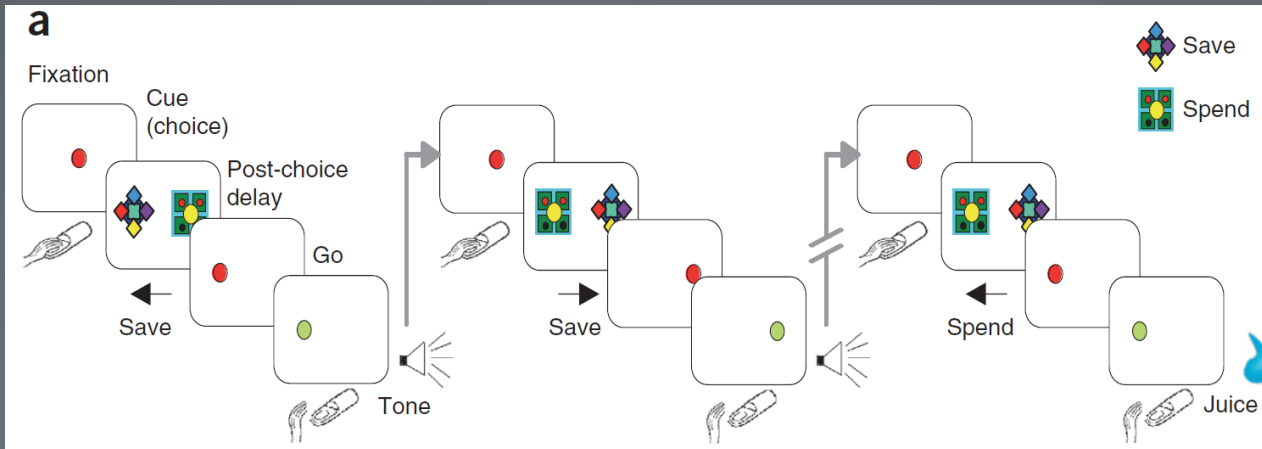 a
Fixation
Cue
(choice)
Post-choice
delay
Go
Save
Tone
Save
Spend
Juice
Save
Spend